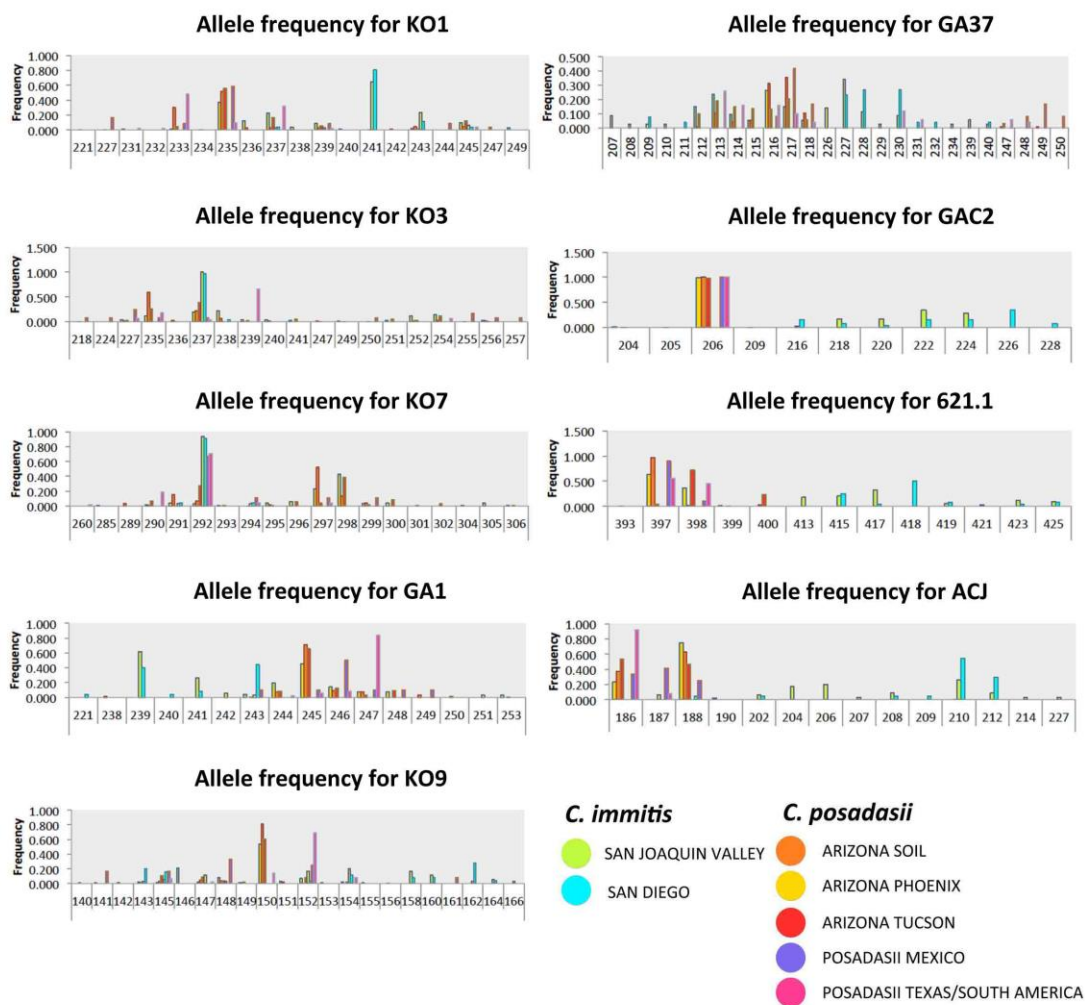 Allele frequency for KO1
Frequency
1.000
0.800
0.600
0.400
0.200
0.000
221 227 231 232 233 234 235 236 237 238 239 240 241 242 243 244 245 247 249
Allele frequency for GA37
Frequency
0.500
0.400
0.300
0.200
0.100
0.000
207 208 209 210 211 212 213 214 215 216 217 218 226 227 228 229 230 231 232 234 239 240 247 248 249 250
Allele frequency for KO3
Frequency
1.500
1.000
0.500
0.000
218 224 227 235 236 237 238 239 240 241 247 249 250 251 252 254 255 256 257
Allele frequency for GAC2
Frequency
1.500
1.000
0.500
0.000
204 205 206 209 216 218 220 222 224 226 228
Allele frequency for KO7
Frequency
1.000
0.800
0.600
0.400
0.200
0.000
260 285 289 290 291 292 293 294 295 296 297 298 299 300 301 302 304 305 306
Allele frequency for 621.1
Frequency
1.500
1.000
0.500
0.000
393 397 398 399 400 413 415 417 418 419 421 423 425
Allele frequency for GA1
Frequency
1.000
0.800
0.600
0.400
0.200
0.000
221 238 239 240 241 242 243 244 245 246 247 248 249 250 251 253
Allele frequency for ACJ
Frequency
1.000
0.800
0.600
0.400
0.200
0.000
186 187 188 190 202 204 206 207 208 209 210 212 214 227
Allele frequency for KO9
Frequency
1.000
0.800
0.600
0.400
0.200
0.000
140 141 142 143 145 146 147 148 149 150 151 152 153 154 155 156 158 160 161 162 164 166
C. immitis
SAN JOAQUIN VALLEY
SAN DIEGO
C. posadasii
ARIZONA SOIL
ARIZONA PHOENIX
ARIZONA TUCSON
POSADASII MEXICO
POSADASII TEXAS/SOUTH AMERICA